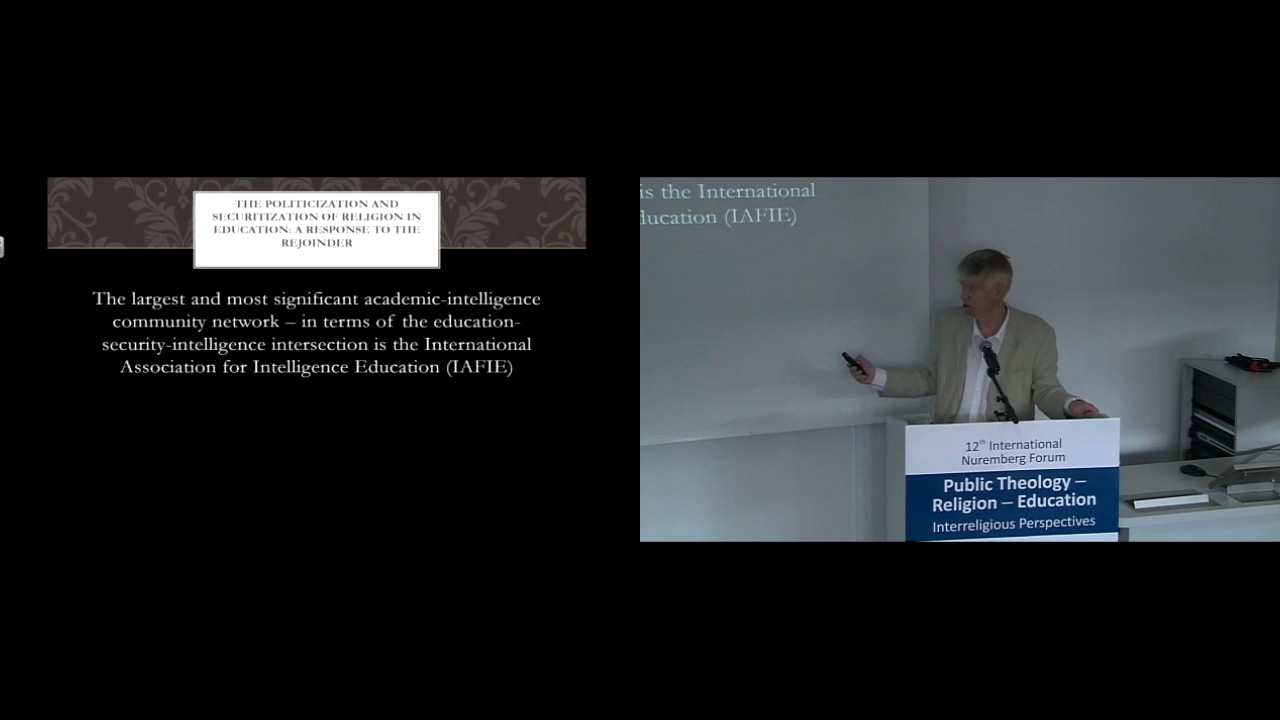 THE POLITICIZATION AND
SECURITIZATION OF RELIGION IN
EDUCATION: A RESPONSE TO THE
REJOINDER
The largest and most significant academic-intelligence
community network – in terms of the education-
security-intelligence intersection is the International
Association for Intelligence Education (IAFIE)
is the International
ducation (IAFIE)
12th International
Nuremberg Forum
Public Theology –
Religion – Education
Interreligious Perspectives